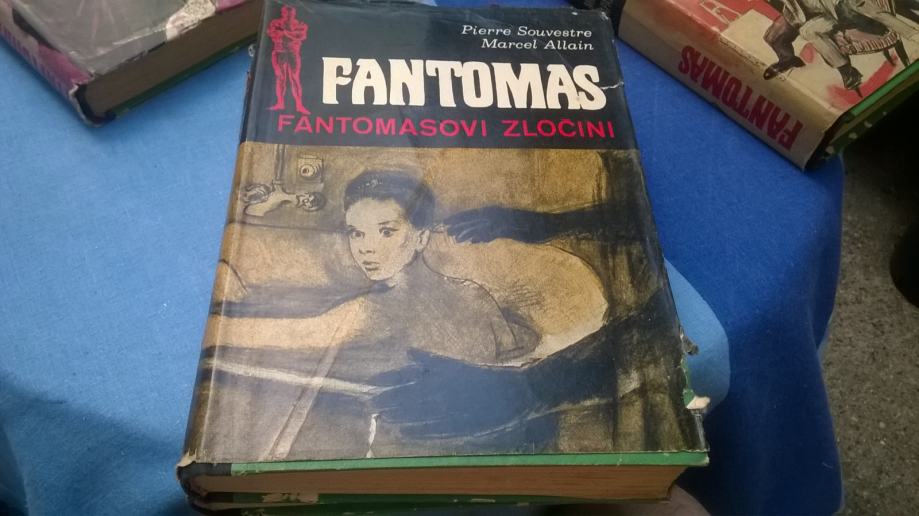 Pierre Souvestre
Marcel Allain
FANTOMAS
FANTOMASOVI ZLOČINI
FANTOMAS